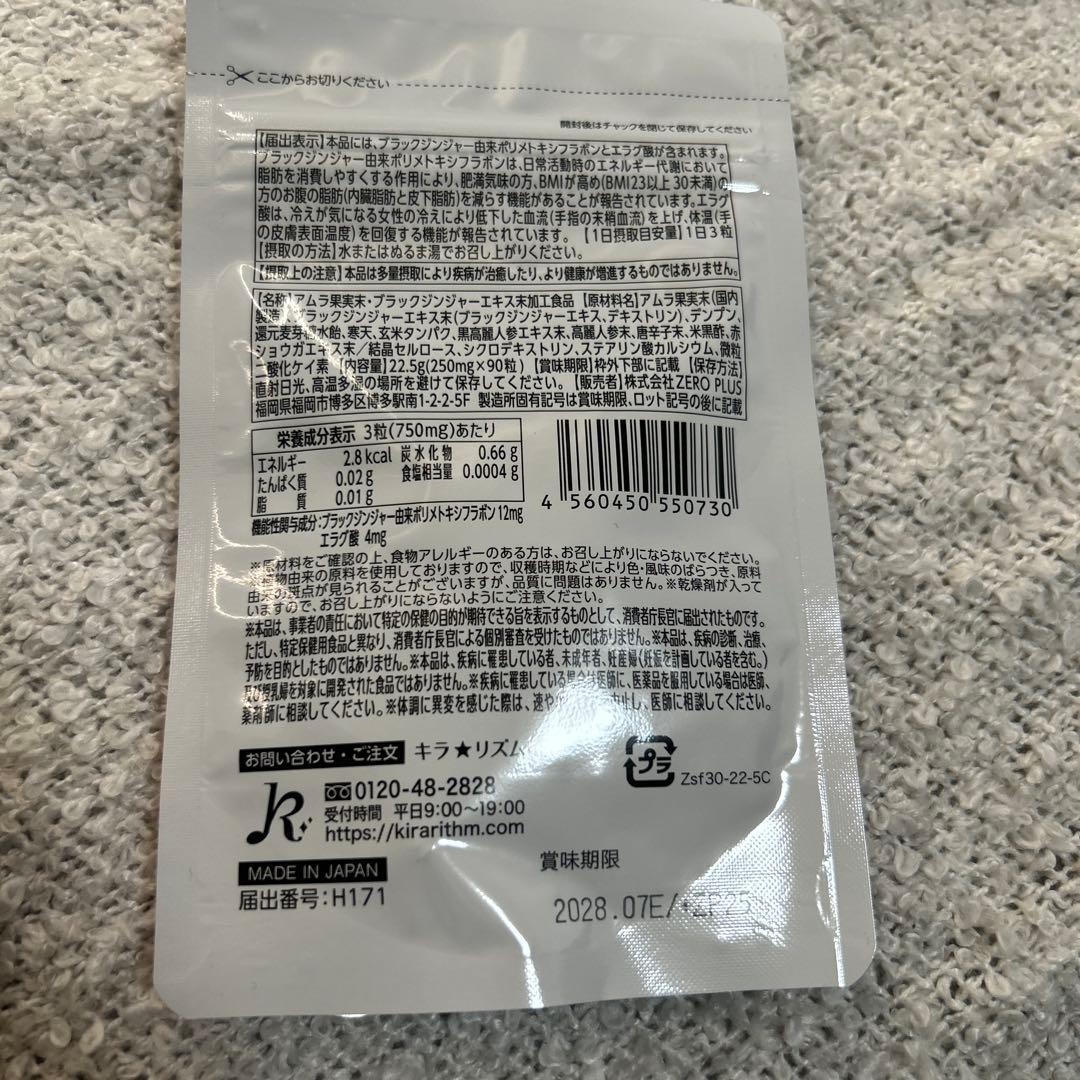 ここからお切りください
開封後はチャックを閉じて保存してください
【届出表示】本品には、ブラックジンジャー由来ポリメトキシフラボンとエラグ酸が含まれます。
ブラックジンジャー由来ポリメトキシフラボンは、日常活動時のエネルギー代謝において
脂肪を消費しやすくする作用により、肥満気味の方、BMIが高め(BMI23以上30未満)の
方のお腹の脂肪(内臓脂肪と皮下脂肪)を減らす機能があることが報告されています。エラグ
酸は、冷えが気になる女性の冷えにより低下した血流(手指の末梢血流)を上げ、体温(手
の皮膚表面温度)を回復する機能が報告されています。【1日摂取目安量】1日3粒
【摂取の方法】水またはぬるま湯でお召し上がりください。
【摂取上の注意】本品は多量摂取により疾病が治癒したり、より健康が増進するものではありません。
【名称】アムラ果実末・ブラックジンジャーエキス末加工食品 【原材料名】アムラ果実末(国内
製造)、ブラックジンジャーエキス末(ブラックジンジャーエキス、デキストリン)、デンプン、
還元麦芽糖水飴、寒天、玄米タンパク、黒高麗人参エキス末、高麗人参末、唐辛子末、米黒酢、赤
ショウガエキス末/結晶セルロース、シクロデキストリン、ステアリン酸カルシウム、微粒
二酸化ケイ素 【内容量】22.5g(250mg×90粒) 【賞味期限】枠外下部に記載 【保存方法】
直射日光、高温多湿の場所を避けて保存してください。【販売者】株式会社ZERO PLUS
福岡県福岡市博多区博多駅南1-2-2-5F 製造所固有記号は賞味期限、ロット記号の後に記載
栄養成分表示 3粒(750mg)あたり
エネルギー 2.8kcal 炭水化物 0.66g
たんぱく質 0.02g 食塩相当量 0.0004g
脂質 0.01g
機能性関与成分:ブラックジンジャー由来ポリメトキシフラボン 12mg
エラグ酸 4mg
4 560450 550730
※原材料をご確認の上、食物アレルギーのある方は、お召し上がりにならないでください。
※植物由来の原料を使用しておりますので、収穫時期などにより色・風味のばらつき、原料
由来の斑点が見られることがございますが、品質に問題はありません。※乾燥剤が入って
いますので、お召し上がりにならないようにご注意ください。
※本品は、事業者の責任において特定の保健の目的が期待できる旨を表示するものとして、消費者庁長官に届出されたものです。
ただし、特定保健用食品と異なり、消費者庁長官による個別審査を受けたものではありません。※本品は、疾病の診断、治療、
予防を目的としたものではありません。※本品は、疾病に罹患している者、未成年者、妊産婦(妊娠を計画している者を含む。)
及び授乳婦を対象に開発された食品ではありません。※疾病に罹患している場合は医師に、医薬品を服用している場合は医師、
薬剤師に相談してください。※体調に異変を感じた際は、速や 中止し、医師に相談してください。
お問い合わせ・ご注文 キラ★リズム
0120-48-2828
受付時間 平日9:00～19:00
https://kirarithm.com
プラ
Zsf30-22-5C
MADE IN JAPAN
届出番号:H171
賞味期限
2028.07E/+EP25